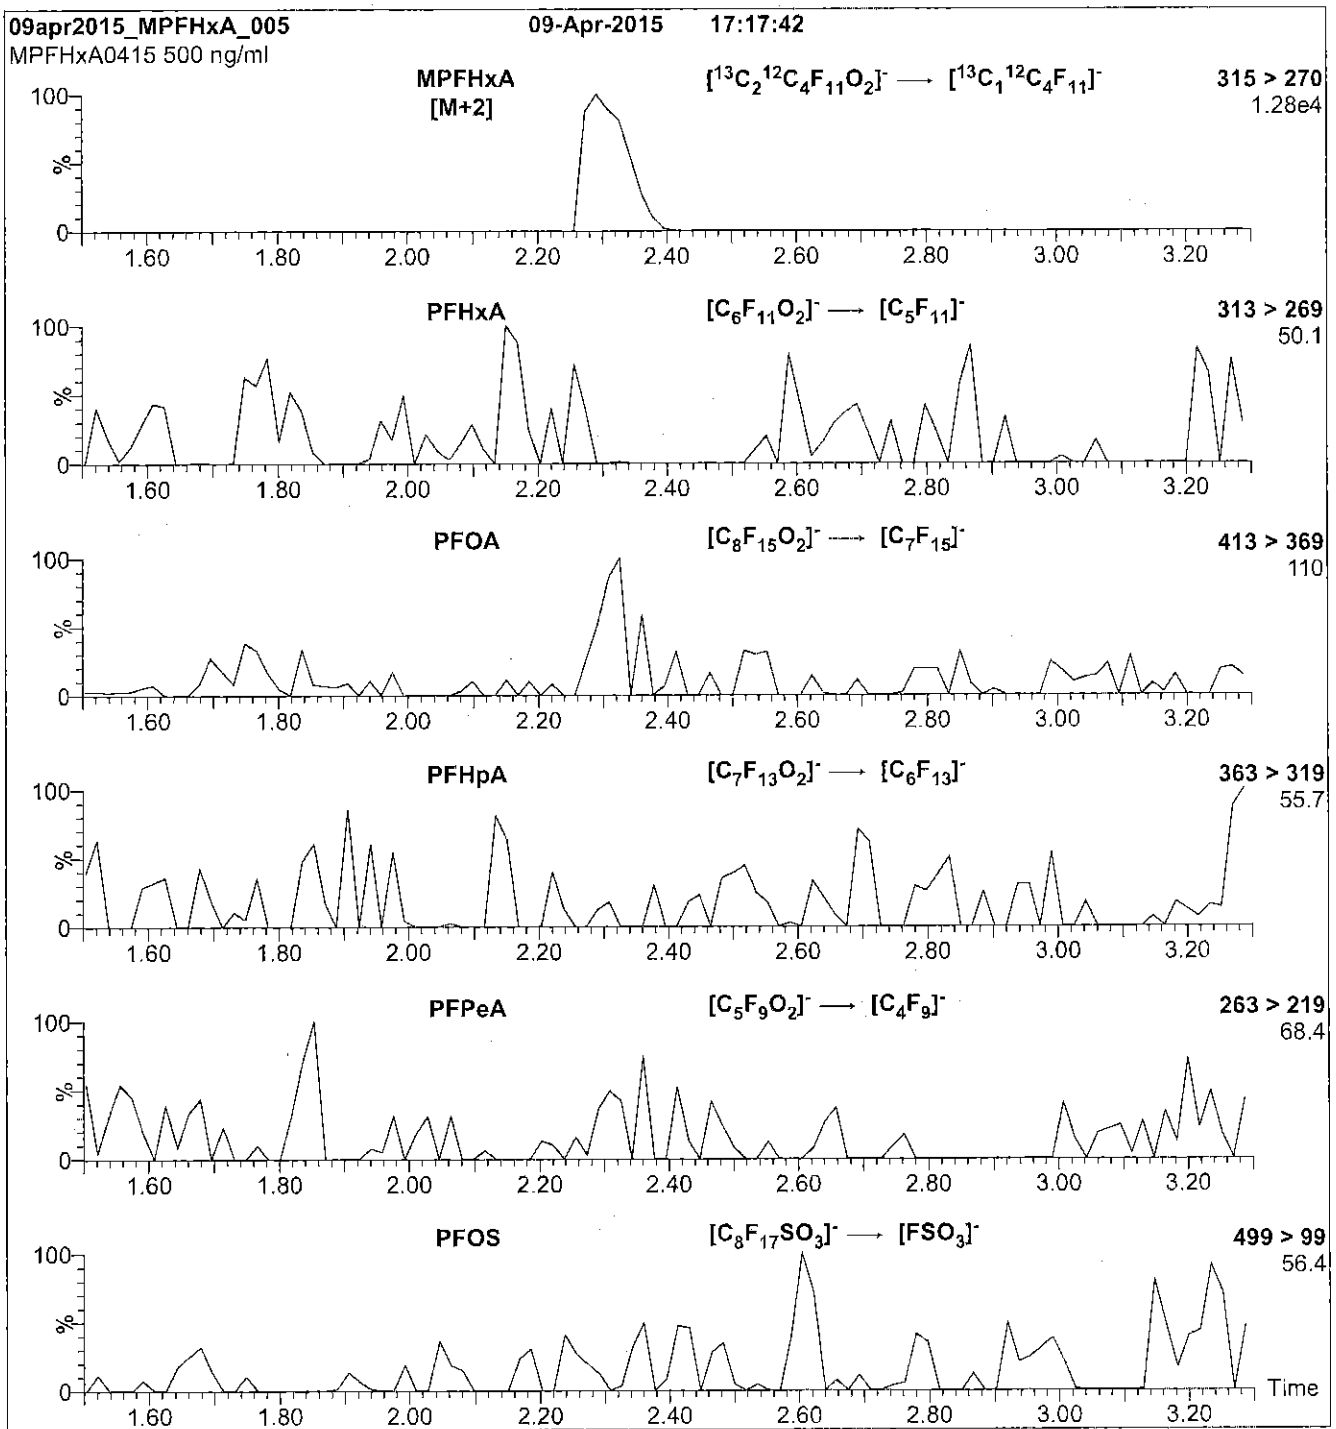 09apr2015_MPFHxA_005 09-Apr-2015 17:17:42
MPFHxA0415 500 ng/ml
MPFHxA [¹³C₂¹²C₄F₁₁O₂]⁻ → [¹³C₁¹²C₄F₁₁]⁻ 315 > 270
[M+2] 1.28e4
100
%
0
1.60 1.80 2.00 2.20 2.40 2.60 2.80 3.00 3.20
PFHxA [C₆F₁₁O₂]⁻ → [C₅F₁₁]⁻ 313 > 269
50.1
100
%
0
1.60 1.80 2.00 2.20 2.40 2.60 2.80 3.00 3.20
PFOA [C₈F₁₅O₂]⁻ → [C₇F₁₅]⁻ 413 > 369
110
100
%
0
1.60 1.80 2.00 2.20 2.40 2.60 2.80 3.00 3.20
PFHpA [C₇F₁₃O₂]⁻ → [C₆F₁₃]⁻ 363 > 319
55.7
100
%
0
1.60 1.80 2.00 2.20 2.40 2.60 2.80 3.00 3.20
PFPeA [C₅F₉O₂]⁻ → [C₄F₉]⁻ 263 > 219
68.4
100
%
0
1.60 1.80 2.00 2.20 2.40 2.60 2.80 3.00 3.20
PFOS [C₈F₁₇SO₃]⁻ → [FSO₃]⁻ 499 > 99
56.4
100
%
0 Time
1.60 1.80 2.00 2.20 2.40 2.60 2.80 3.00 3.20